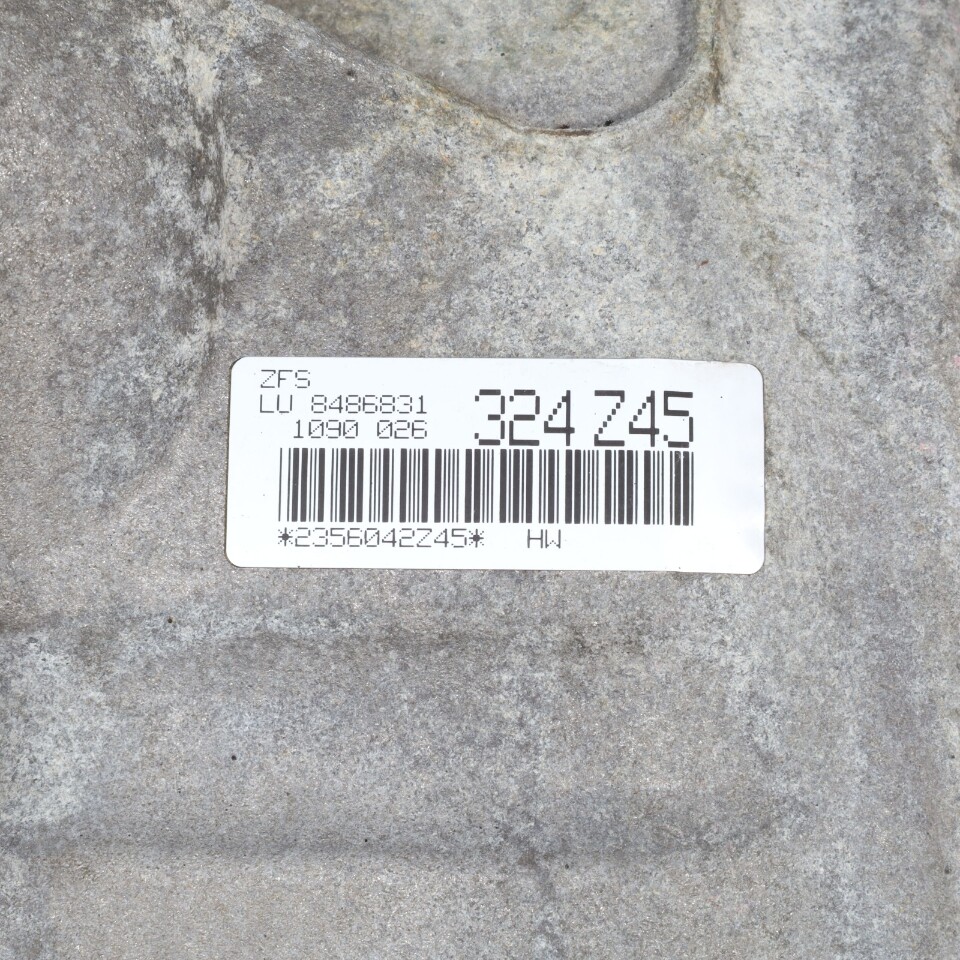 ZFS
LU 8486831
1090 026
324 Z45
*2356042Z45* HW